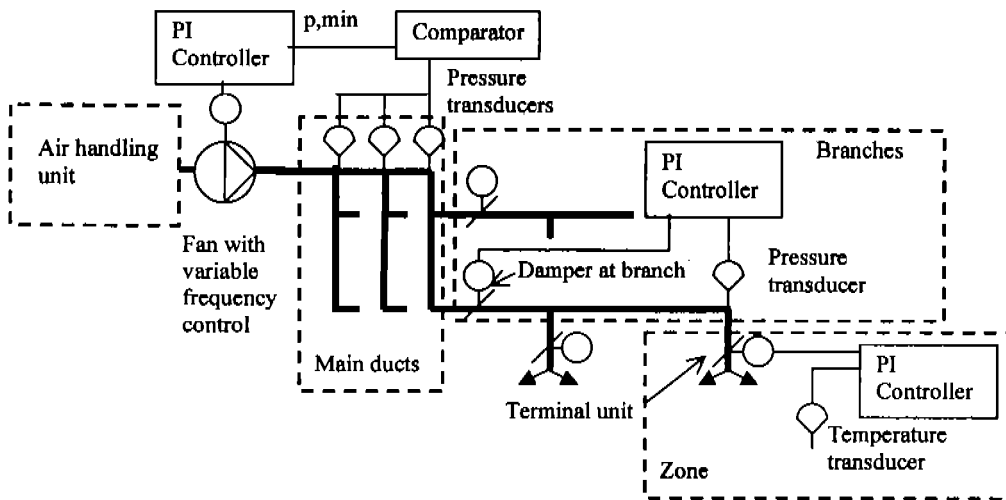 PI
Controller
p,min
Comparator
Pressure
transducers
Air handling
unit
Branches
PI
Controller
Fan with
variable
frequency
control
Damper at branch
Pressure
transducer
Main ducts
Terminal unit
PI
Controller
Temperature
transducer
Zone